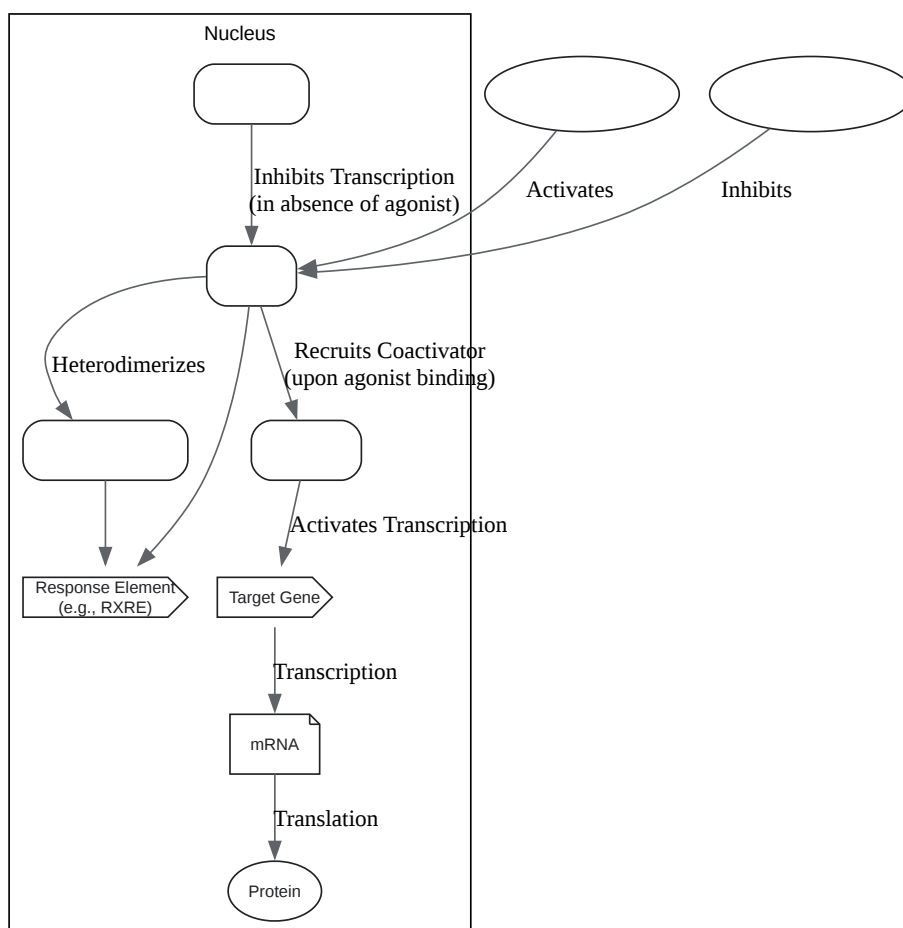 Nucleus
Inhibits Transcription
(in absence of agonist)
Activates
Inhibits
Heterodimerizes
Recruits Coactivator
(upon agonist binding)
Activates Transcription
Response Element
(e.g., RXRE)
Target Gene
Transcription
mRNA
Translation
Protein